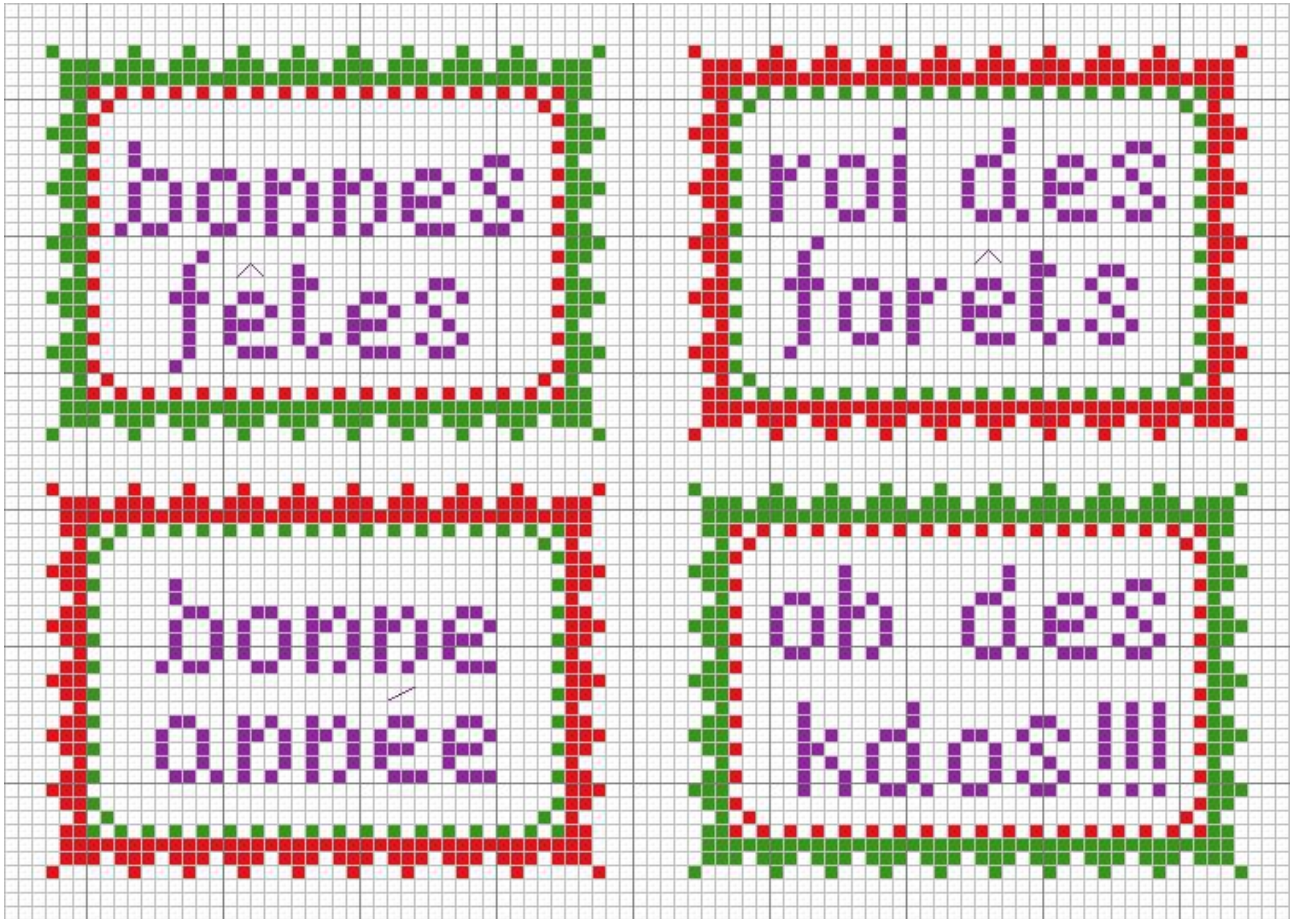 bonnes
fêtes
roi des
forêts
bonne
année
oh des
kdos!!!